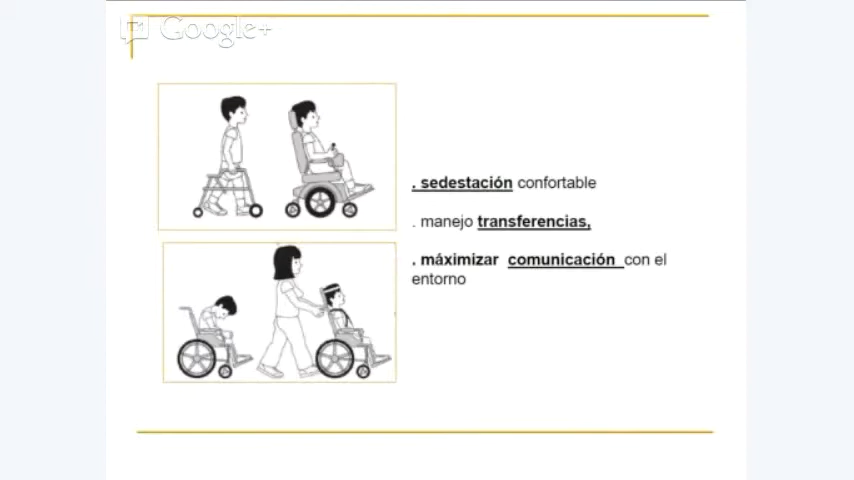 Google+
. sedestación confortable
. manejo transferencias,
. máximizar comunicación con el
entorno